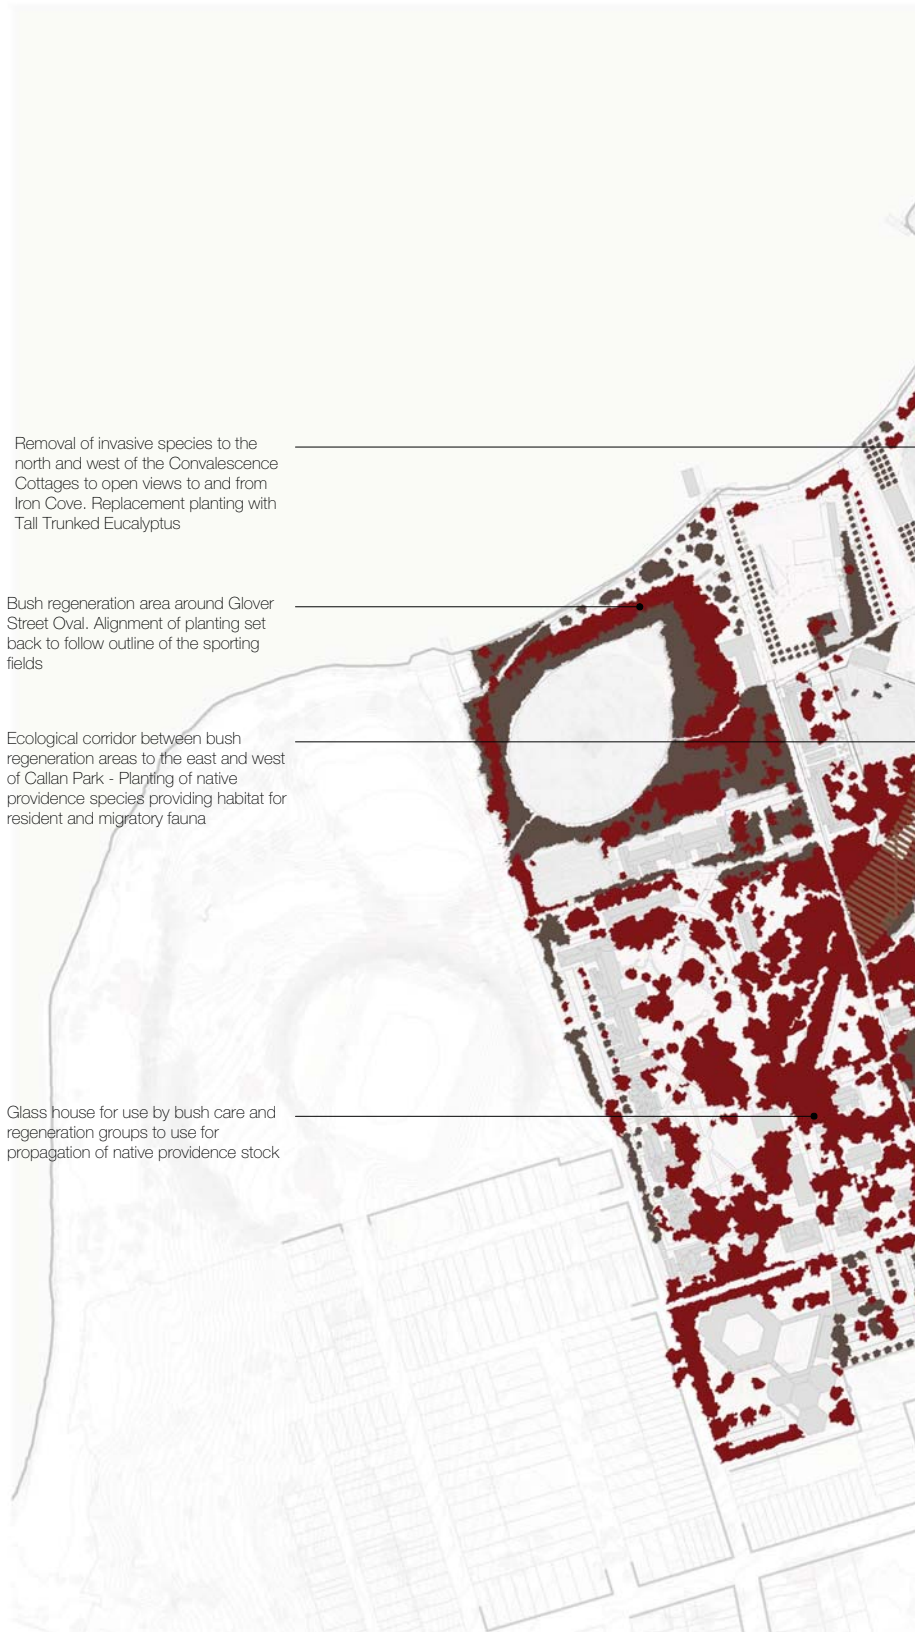 Removal of invasive species to the
north and west of the Convalescence
Cottages to open views to and from
Iron Cove. Replacement planting with
Tall Trunked Eucalyptus
Bush regeneration area around Glover
Street Oval. Alignment of planting set
back to follow outline of the sporting
fields
Ecological corridor between bush
regeneration areas to the east and west
of Callan Park - Planting of native
providence species providing habitat for
resident and migratory fauna
Glass house for use by bush care and
regeneration groups to use for
propagation of native providence stock